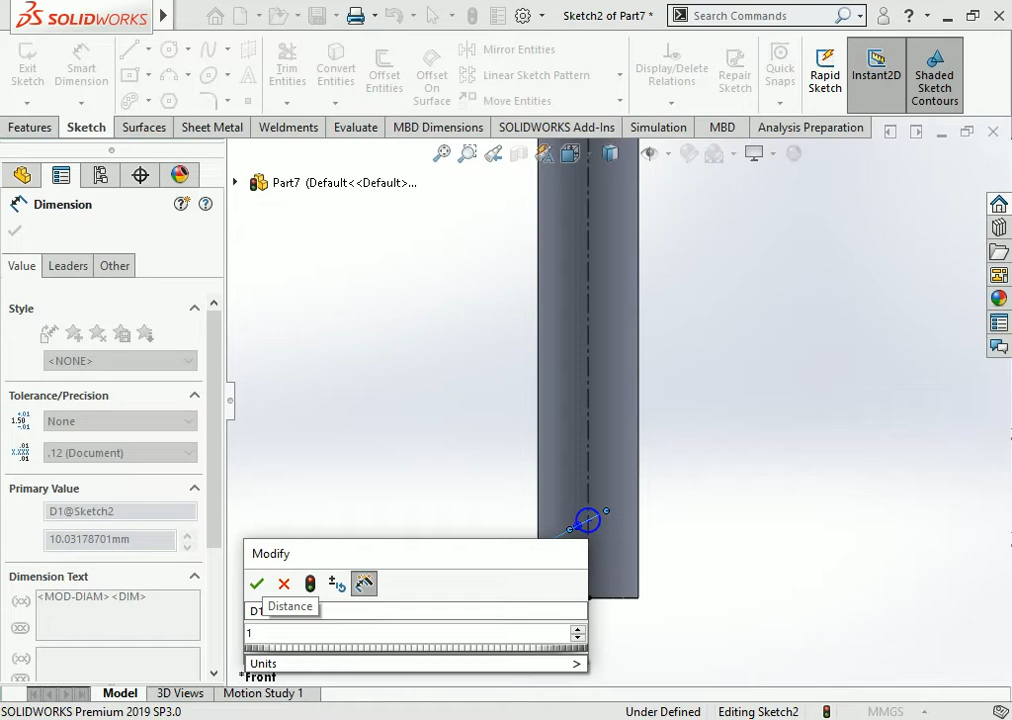 SOLIDWORKS
Sketch2 of Part7 *
Search Commands
?
Exit Sketch
Smart Dimension
Trim Entities
Convert Entities
Offset Entities
Offset On Surface
Mirror Entities
Linear Sketch Pattern
Move Entities
Display/Delete Relations
Repair Sketch
Quick Snaps
Rapid Sketch
Instant2D
Shaded Sketch Contours
Features
Sketch
Surfaces
Sheet Metal
Weldments
Evaluate
MBD Dimensions
SOLIDWORKS Add-Ins
Simulation
MBD
Analysis Preparation
Part7 (Default<<Default>...
Dimension
Value
Leaders
Other
Style
<NONE>
Tolerance/Precision
None
.12 (Document)
Primary Value
D1@Sketch2
10.03178701mm
Dimension Text
<MOD-DIAM> <DIM>
Modify
D1
Distance
1
Units
*Front
Model
3D Views
Motion Study 1
SOLIDWORKS Premium 2019 SP3.0
Under Defined
Editing Sketch2
MMGS